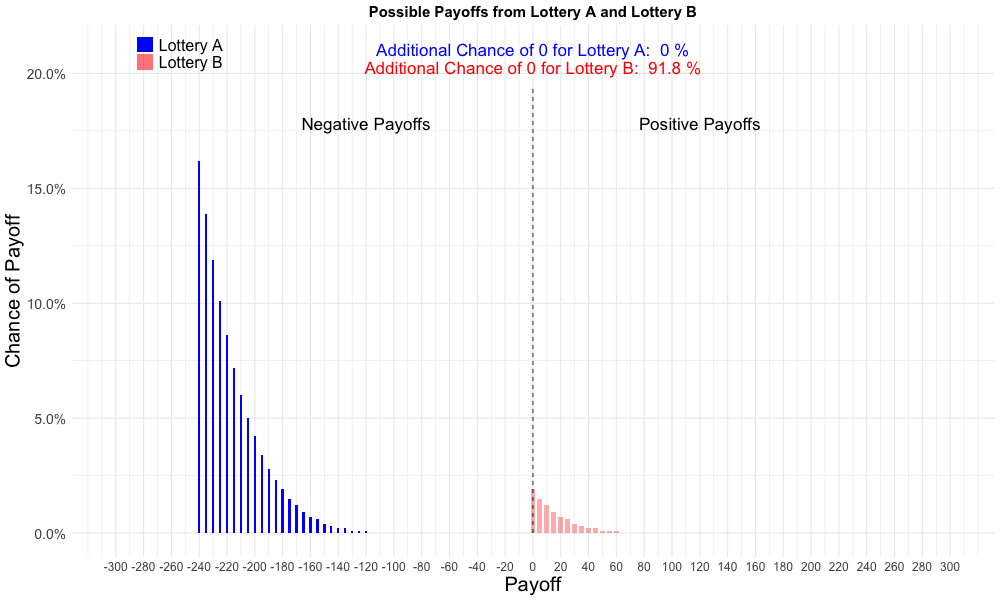 Possible Payoffs from Lottery A and Lottery B
Lottery A
Lottery B
Additional Chance of 0 for Lottery A:  0 %
Additional Chance of 0 for Lottery B:  91.8 %
Negative Payoffs
Positive Payoffs
Chance of Payoff
20.0%
15.0%
10.0%
5.0%
0.0%
-300 -280 -260 -240 -220 -200 -180 -160 -140 -120 -100 -80 -60 -40 -20 0 20 40 60 80 100 120 140 160 180 200 220 240 260 280 300
Payoff